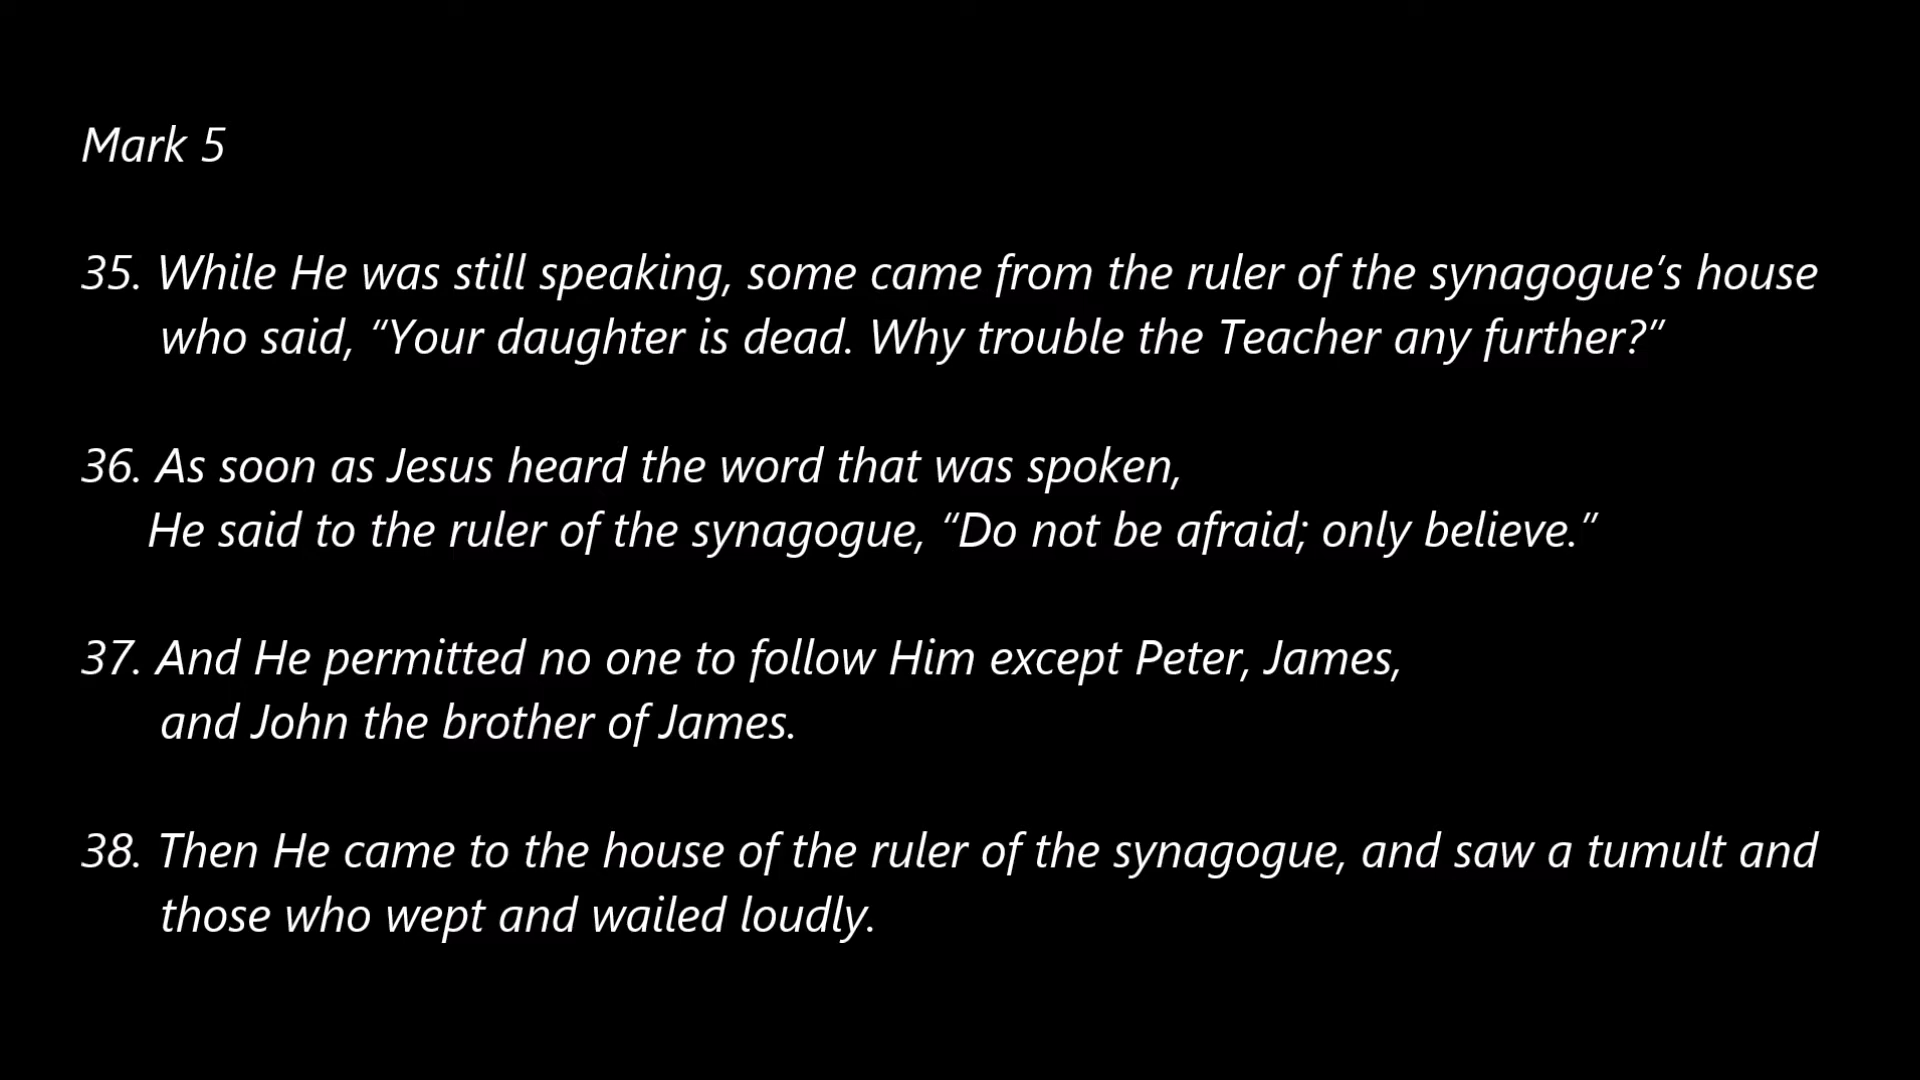 Mark 5
35. While He was still speaking, some came from the ruler of the synagogue’s house
who said, “Your daughter is dead. Why trouble the Teacher any further?”
36. As soon as Jesus heard the word that was spoken,
He said to the ruler of the synagogue, “Do not be afraid; only believe.”
37. And He permitted no one to follow Him except Peter, James,
and John the brother of James.
38. Then He came to the house of the ruler of the synagogue, and saw a tumult and
those who wept and wailed loudly.